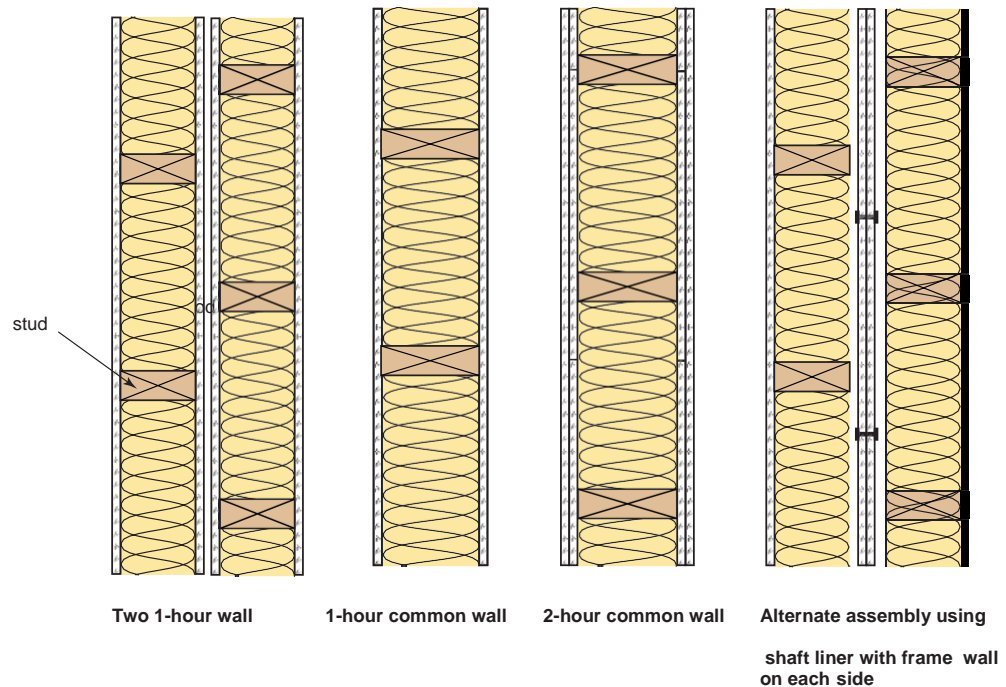 stud
Two 1-hour wall
1-hour common wall
2-hour common wall
Alternate assembly using
shaft liner with frame wall
on each side